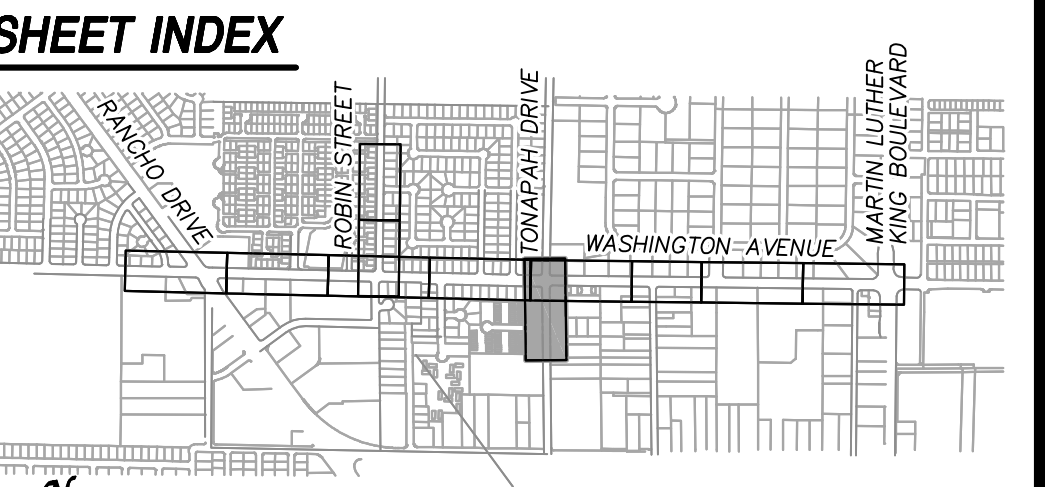 SHEET INDEX
RANCHO DRIVE
ROBIN STREET
TONAPAH DRIVE
WASHINGTON AVENUE
MARTIN LUTHER
KING BOULEVARD